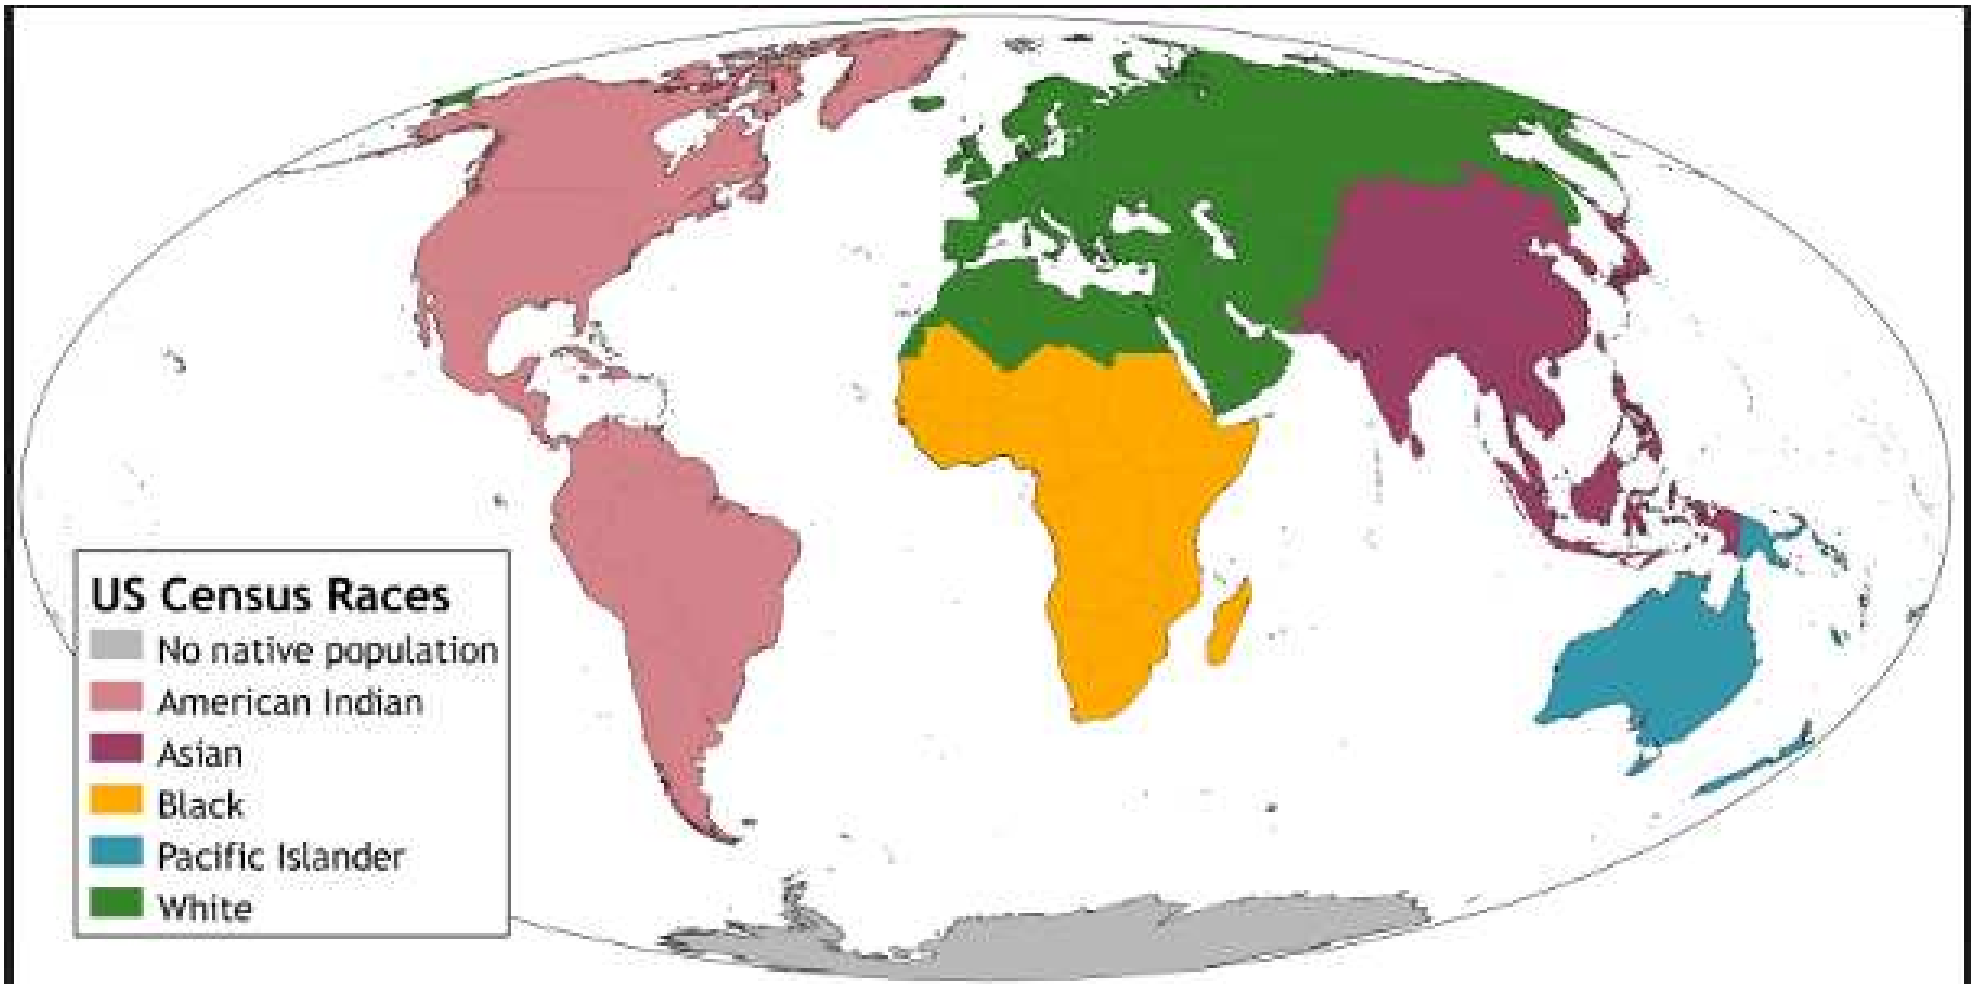 US Census Races
No native population
American Indian
Asian
Black
Pacific Islander
White